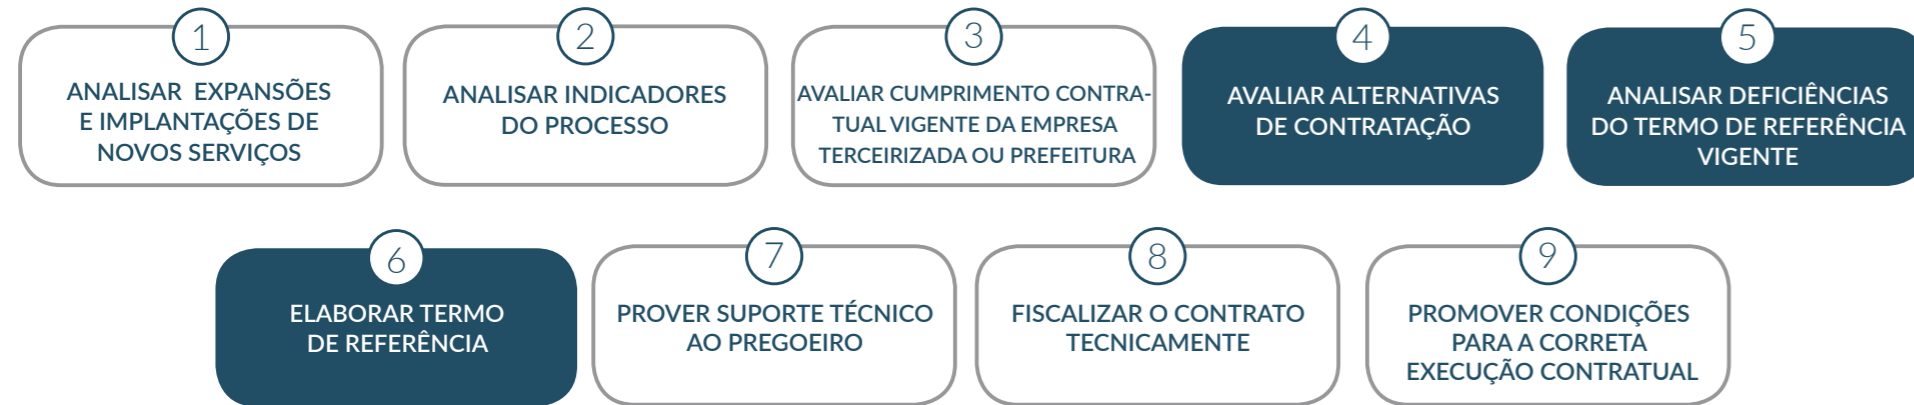 1
ANALISAR EXPANSÕES
E IMPLANTAÇÕES DE
NOVOS SERVIÇOS
2
ANALISAR INDICADORES
DO PROCESSO
3
AVALIAR CUMPRIMENTO CONTRA-
TUAL VIGENTE DA EMPRESA
TERCEIRIZADA OU PREFEITURA
4
AVALIAR ALTERNATIVAS
DE CONTRATAÇÃO
5
ANALISAR DEFICIÊNCIAS
DO TERMO DE REFERÊNCIA
VIGENTE
6
ELABORAR TERMO
DE REFERÊNCIA
7
PROVER SUPORTE TÉCNICO
AO PREGOEIRO
8
FISCALIZAR O CONTRATO
TECNICAMENTE
9
PROMOVER CONDIÇÕES
PARA A CORRETA
EXECUÇÃO CONTRATUAL